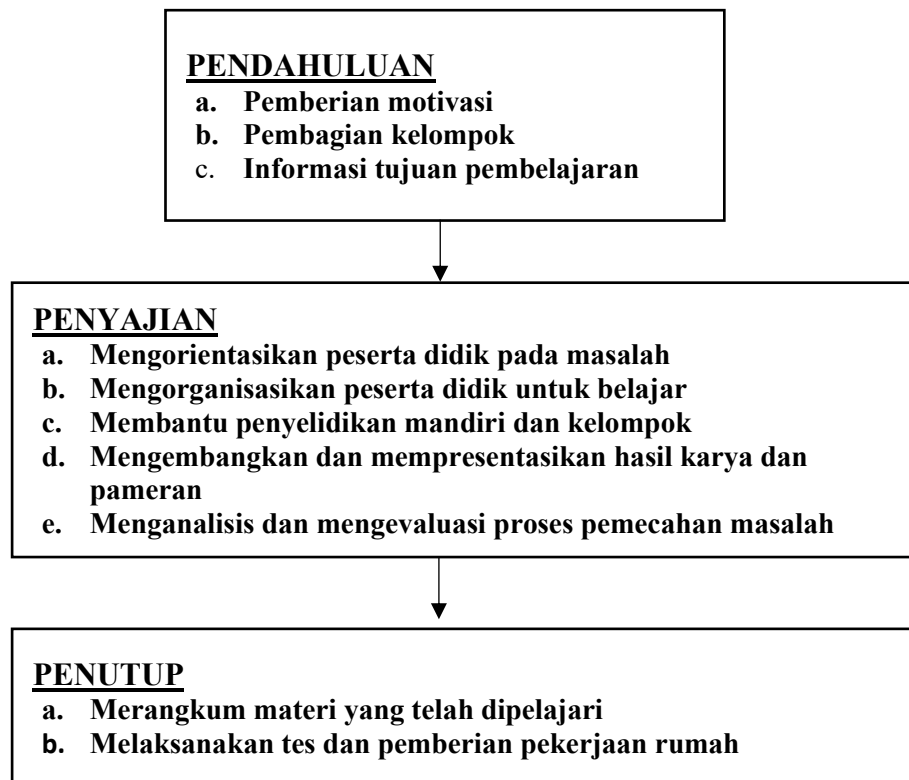 PENDAHULUAN
a. Pemberian motivasi
b. Pembagian kelompok
c. Informasi tujuan pembelajaran
PENYAJIAN
a. Mengorientasikan peserta didik pada masalah
b. Mengorganisasikan peserta didik untuk belajar
c. Membantu penyelidikan mandiri dan kelompok
d. Mengembangkan dan mempresentasikan hasil karya dan
pameran
e. Menganalisis dan mengevaluasi proses pemecahan masalah
PENUTUP
a. Merangkum materi yang telah dipelajari
b. Melaksanakan tes dan pemberian pekerjaan rumah